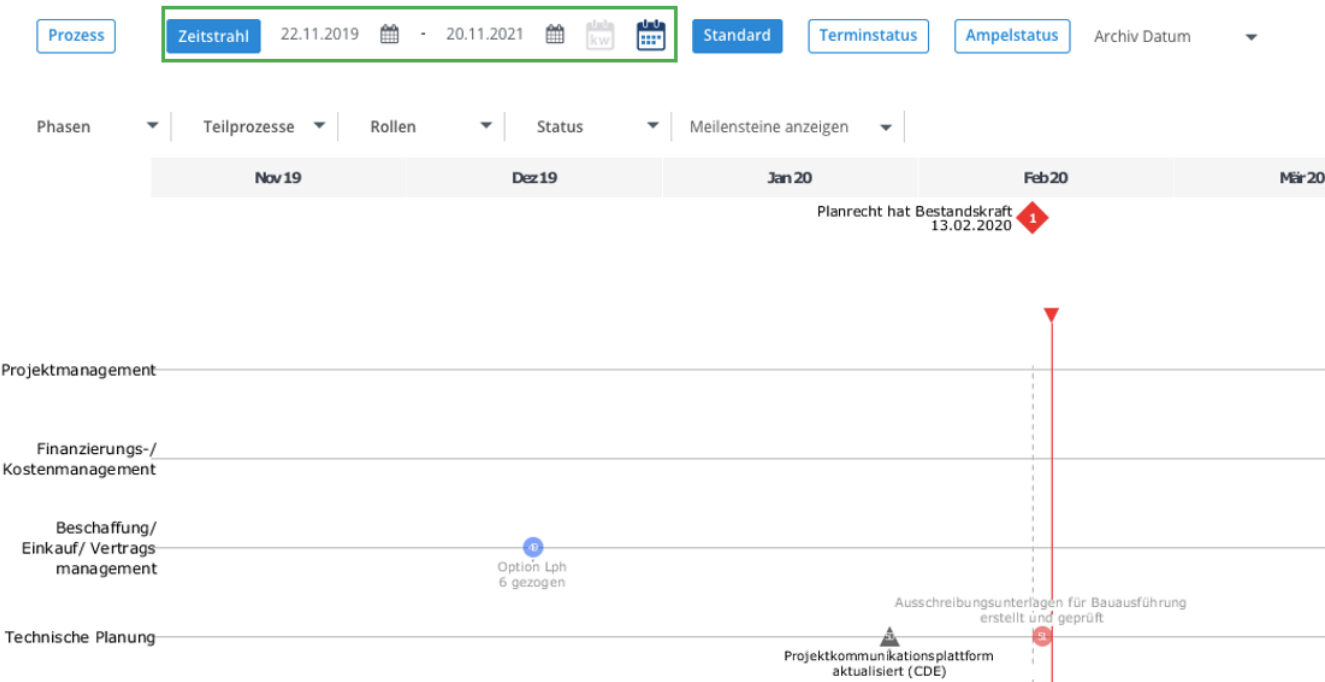 Prozess
Zeitstrahl 22.11.2019 - 20.11.2021 kw Standard Terminstatus Ampelstatus Archiv Datum
Phasen Teilprozesse Rollen Status Meilensteine anzeigen
Nov 19 Dez 19 Jan 20 Feb 20 Mär 20
Planrecht hat Bestandskraft
13.02.2020
1
Projektmanagement
Finanzierungs-/
Kostenmanagement
Beschaffung/
Einkauf/ Vertrags
management
Option Lph
6 gezogen
Ausschreibungsunterlagen für Bauausführung
erstellt und geprüft
Technische Planung
Projektkommunikationsplattform
aktualisiert (CDE)